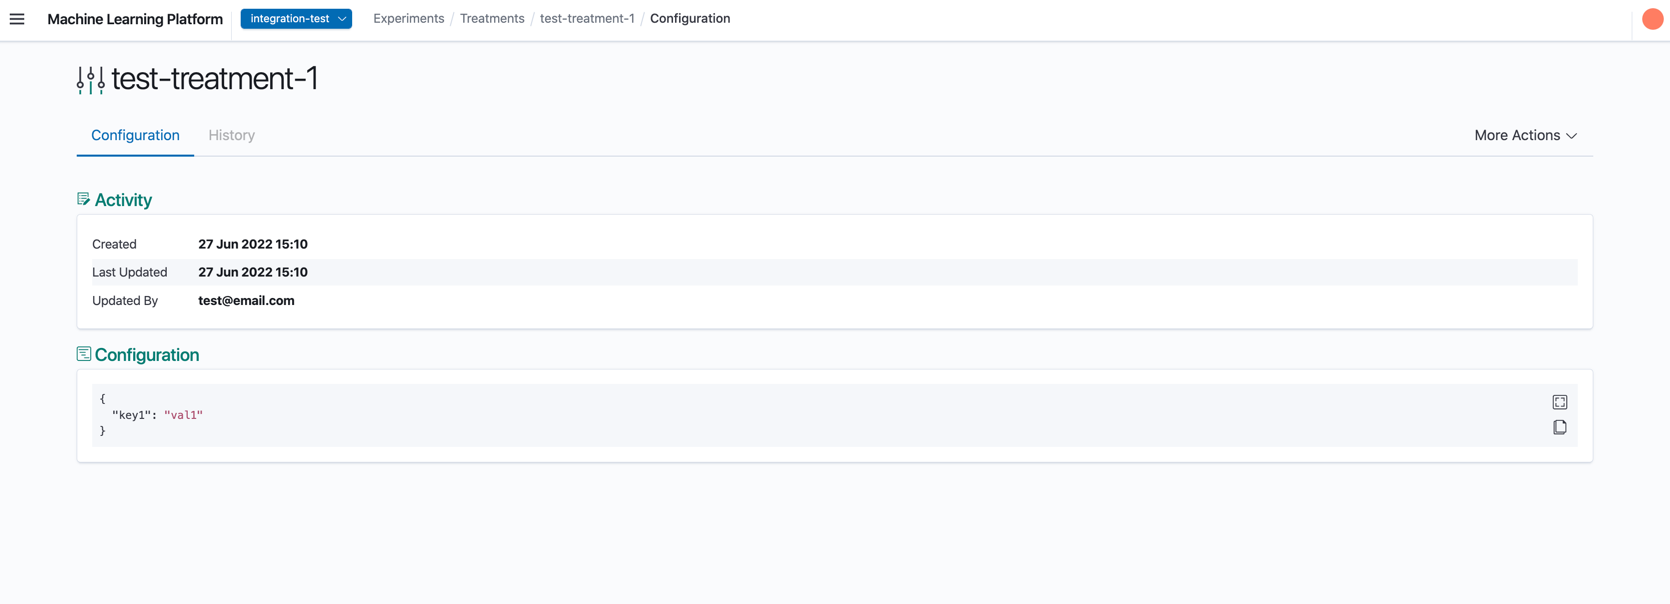 Machine Learning Platform integration-test Experiments / Treatments / test-treatment-1 / Configuration
test-treatment-1
Configuration History More Actions
Activity
Created 27 Jun 2022 15:10
Last Updated 27 Jun 2022 15:10
Updated By test@email.com
Configuration
{
"key1": "val1"
}